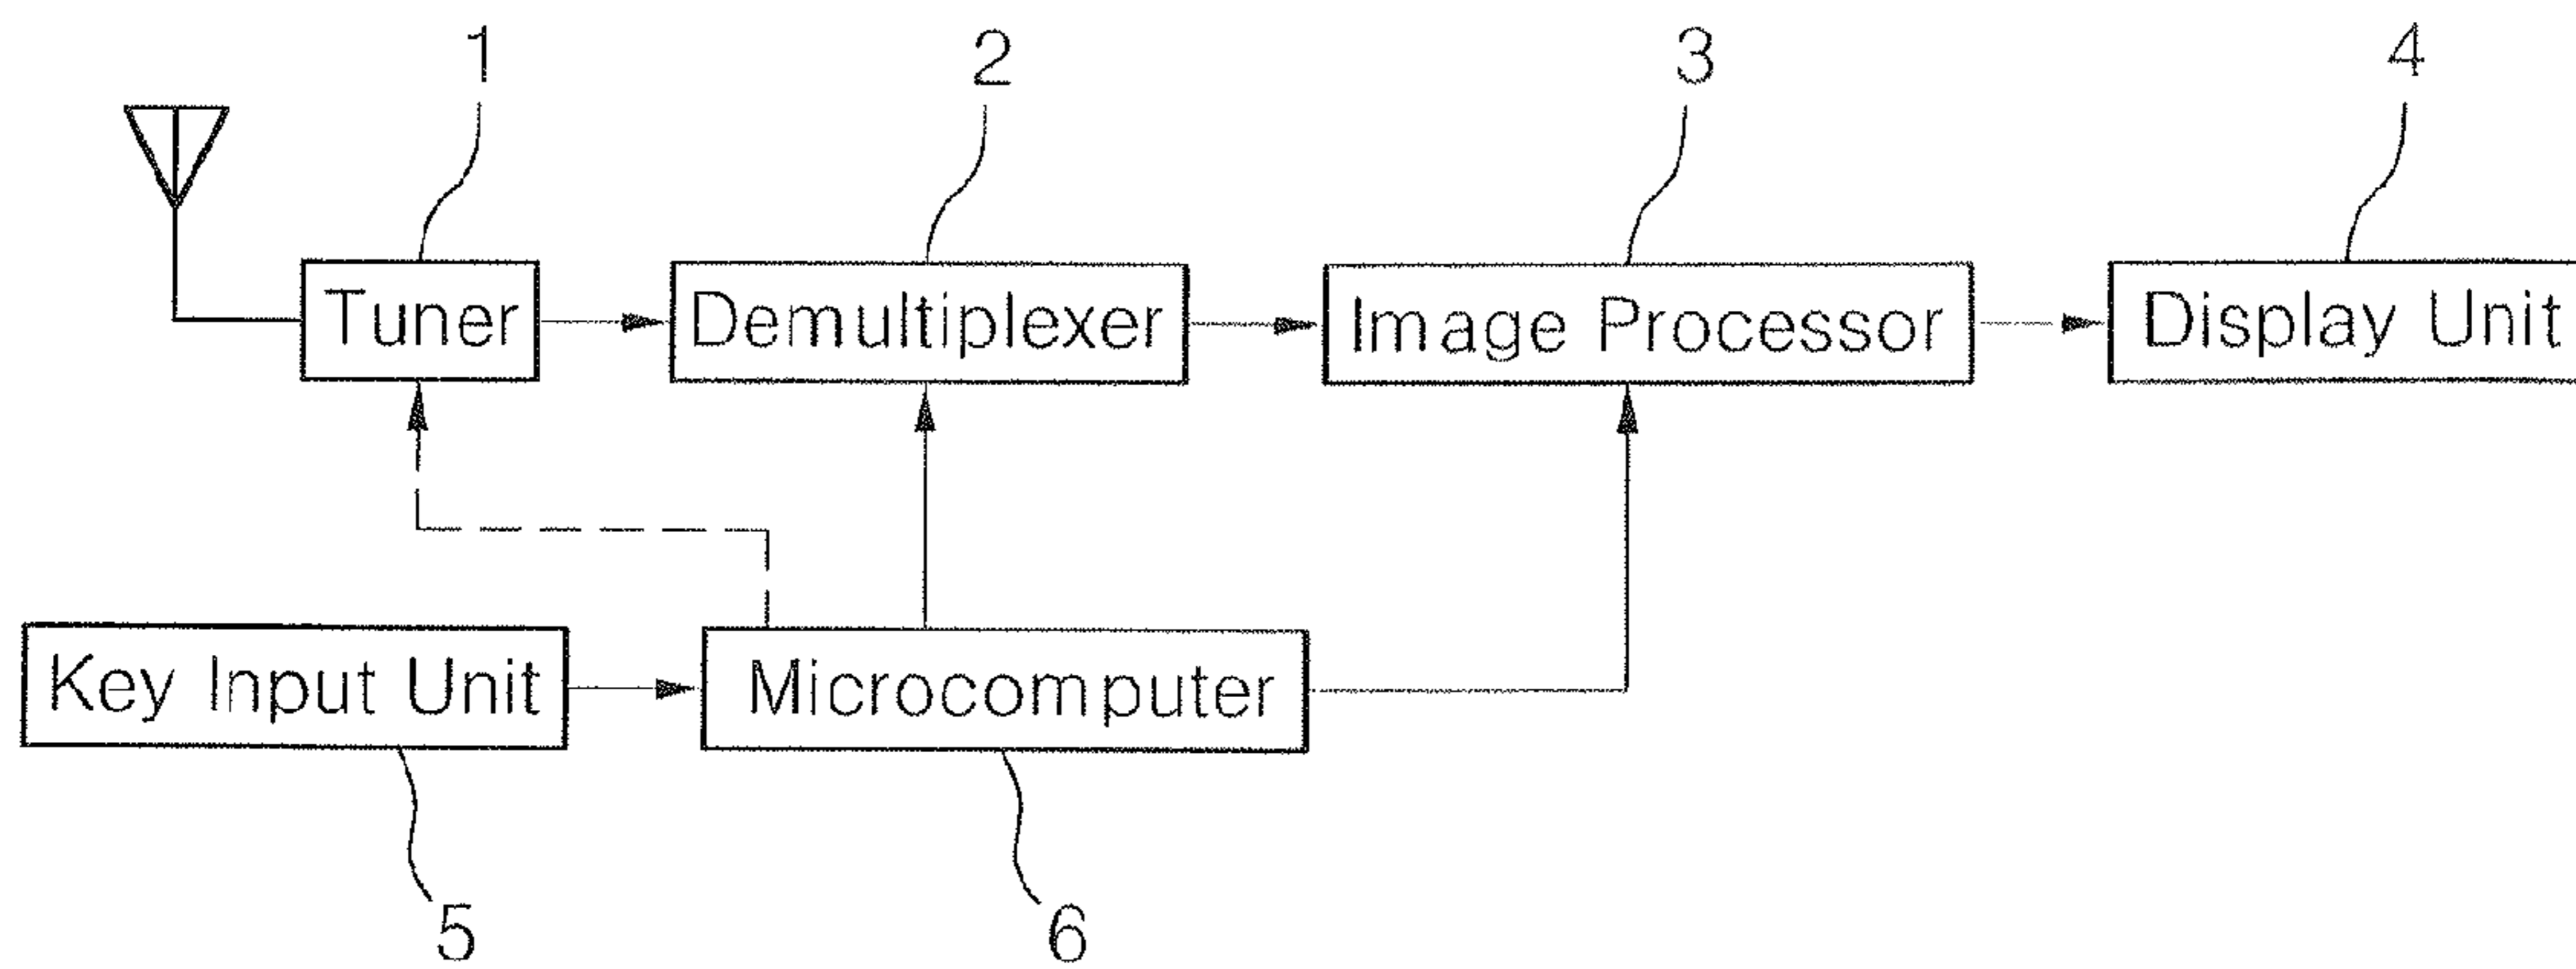 1 2 3 4
Tuner Demultiplexer Image Processor Display Unit
Key Input Unit Microcomputer
5 6